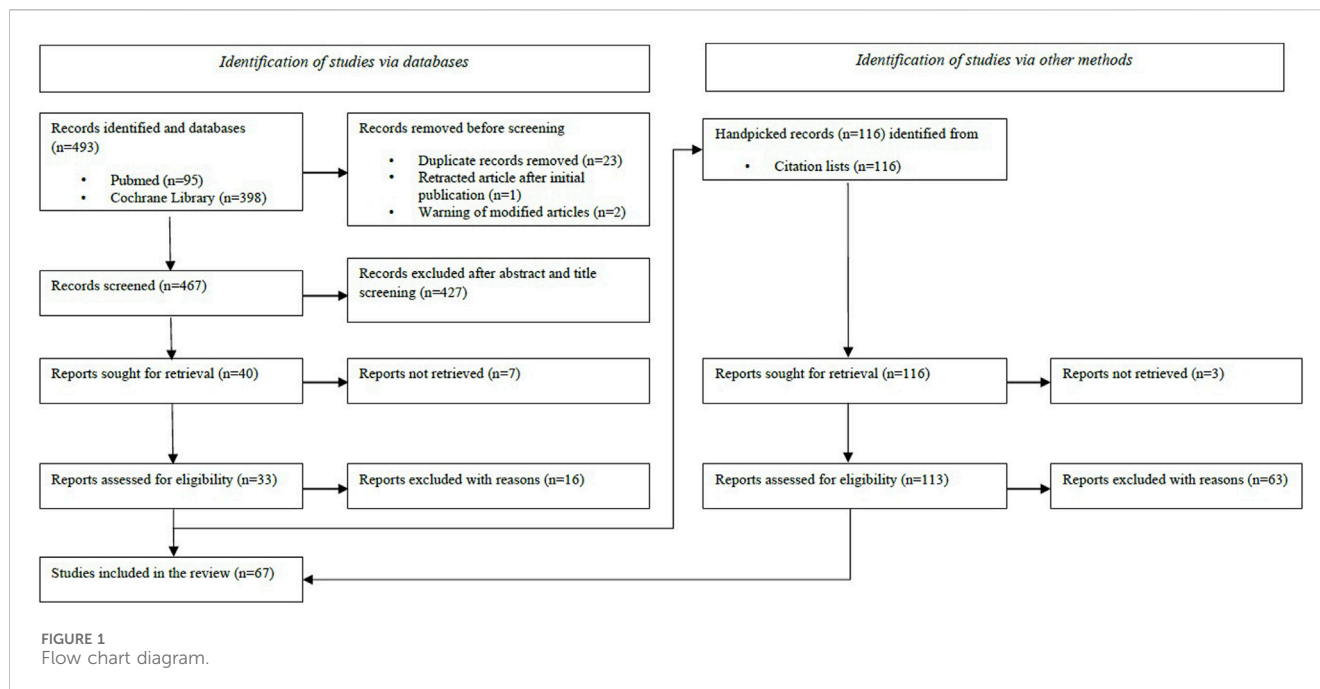 Identification of studies via databases
Records identified and databases
(n=493)
• Pubmed (n=95)
• Cochrane Library (n=398)
Records removed before screening
• Duplicate records removed (n=23)
• Retracted article after initial
publication (n=1)
• Warning of modified articles (n=2)
Records screened (n=467)
Records excluded after abstract and title
screening (n=427)
Reports sought for retrieval (n=40)
Reports not retrieved (n=7)
Reports assessed for eligibility (n=33)
Reports excluded with reasons (n=16)
Studies included in the review (n=67)
Identification of studies via other methods
Handpicked records (n=116) identified from
• Citation lists (n=116)
Reports sought for retrieval (n=116)
Reports not retrieved (n=3)
Reports assessed for eligibility (n=113)
Reports excluded with reasons (n=63)
FIGURE 1
Flow chart diagram.